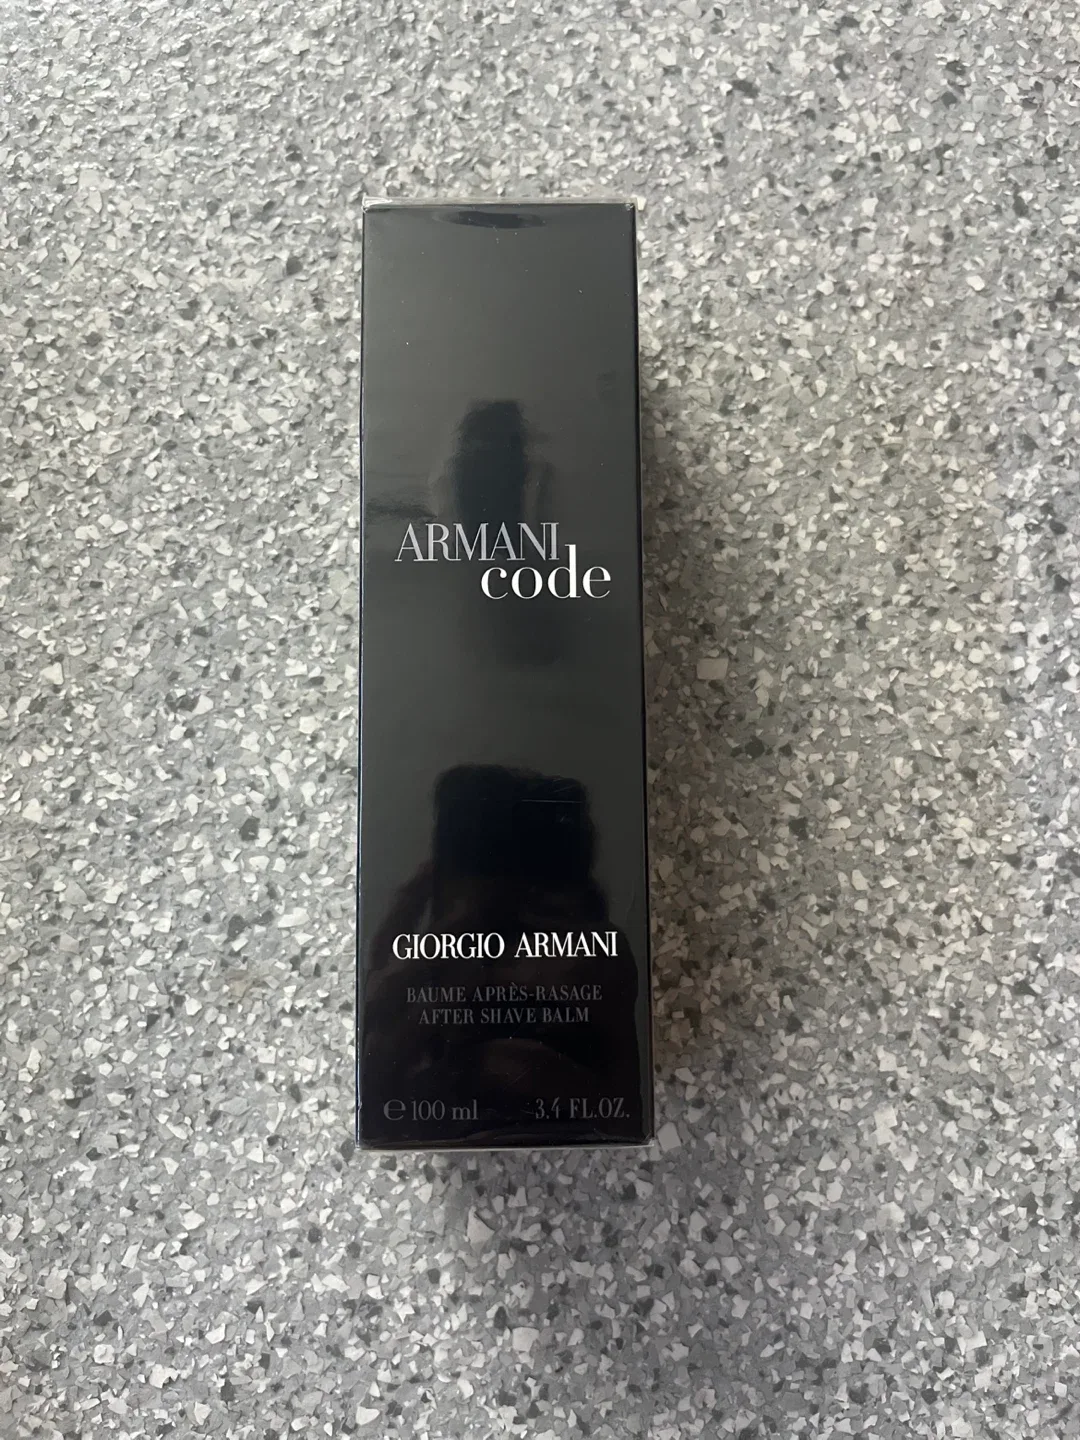 ARMANI
code
GIORGIO ARMANI
BAUME APRÈS-RASAGE
AFTER SHAVE BALM
℮ 100 ml 3.4 FL.OZ.